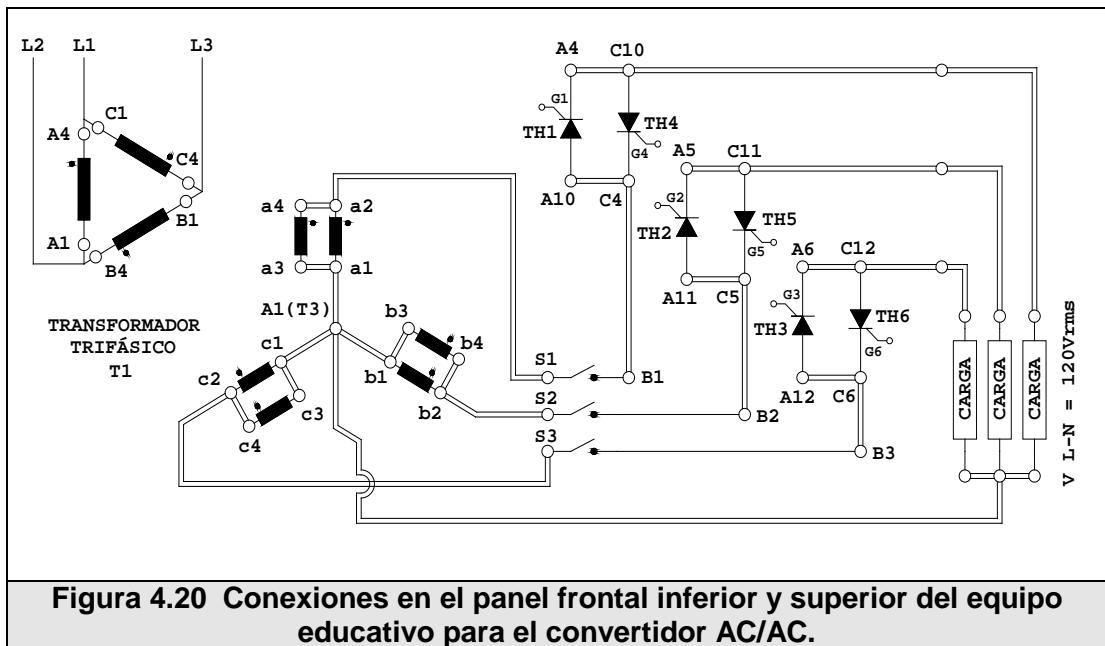 L2 L1 L3
A4 C10
C1
G1
A4
TH1 TH4
G4
A5 C11
C4
A10 C4
G2
B1
a4 a2
TH2 TH5
G5
A1
B4
a3 a1
A6 C12
A11 C5
G3
A1(T3)
b3
TH3 TH6
G6
TRANSFORMADOR
TRIFÁSICO
T1
c1
b4
b1
S1
B1
A12 C6
c2
c3
b2
S2
B2
c4
S3
B3
CARGA
CARGA
CARGA
V L-N = 120Vrms
Figura 4.20 Conexiones en el panel frontal inferior y superior del equipo
educativo para el convertidor AC/AC.